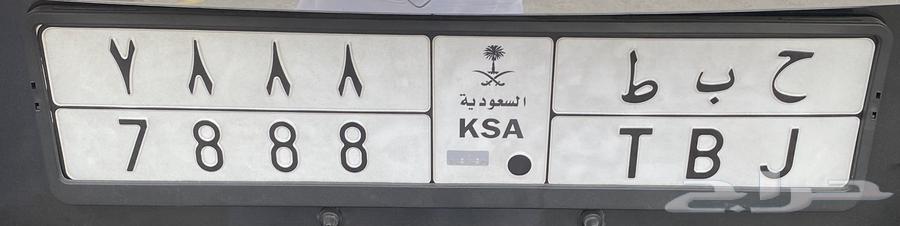 ٧٨٨٨
ح ب ط
السعودية
KSA
7888
T B J
حراج